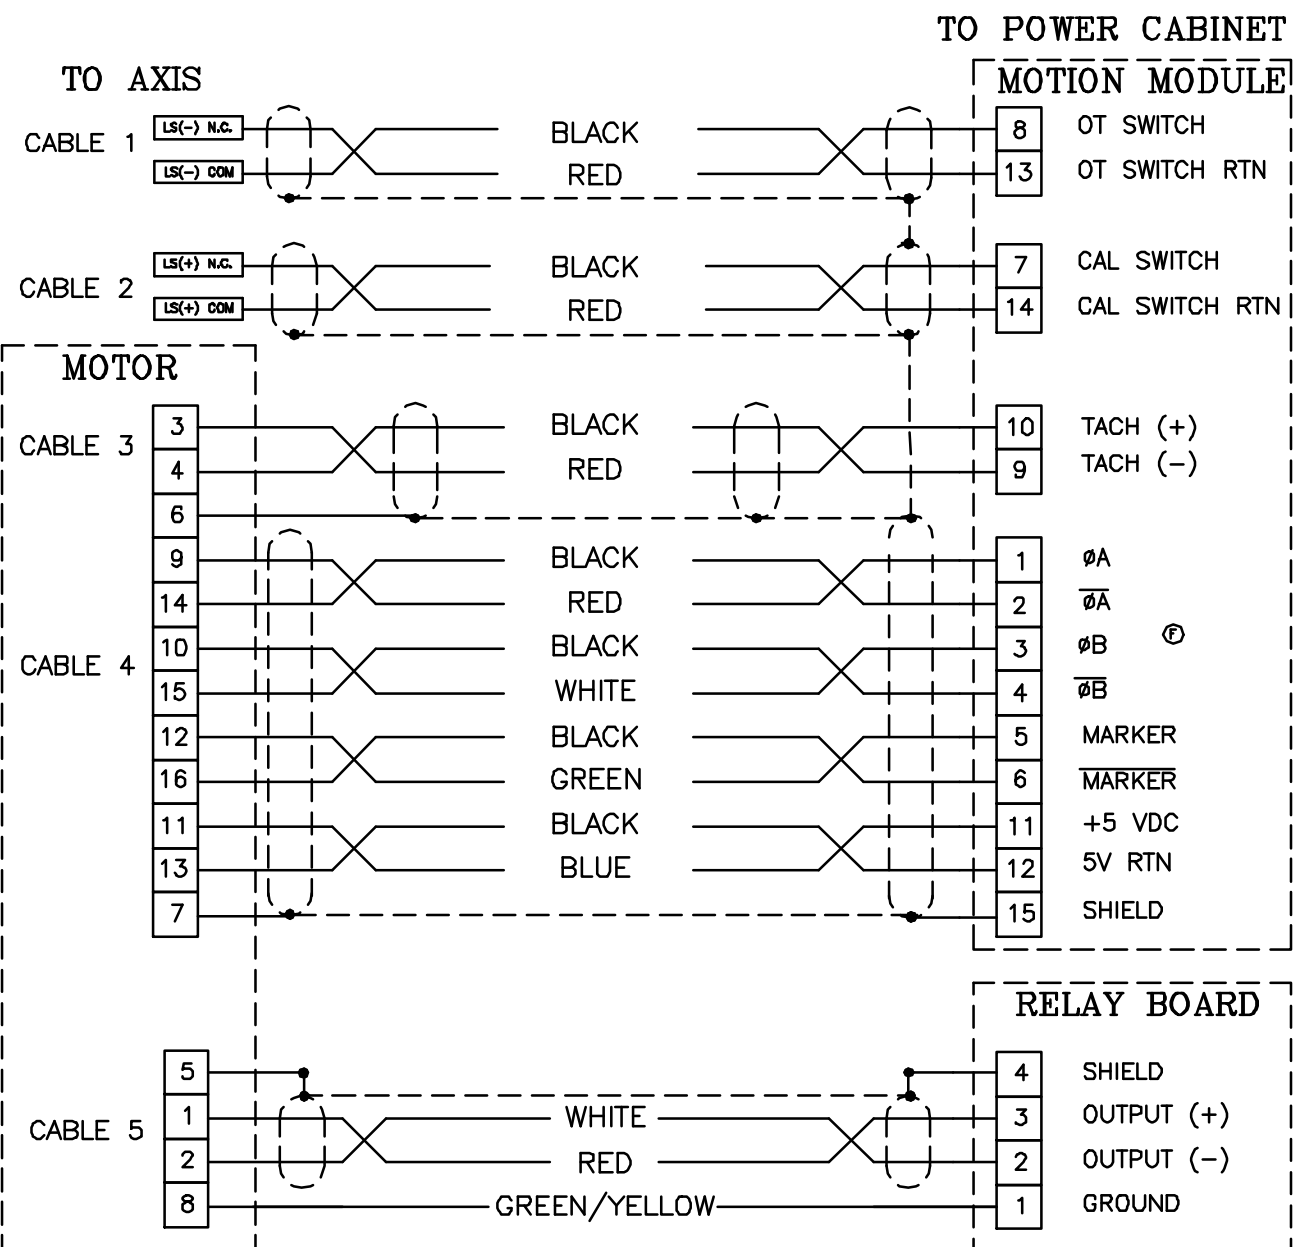 TO POWER CABINET
TO AXIS
MOTION MODULE
CABLE 1
LS(-) N.C.
BLACK
8
OT SWITCH
LS(-) COM
RED
13
OT SWITCH RTN
CABLE 2
LS(+) N.C.
BLACK
7
CAL SWITCH
LS(+) COM
RED
14
CAL SWITCH RTN
MOTOR
CABLE 3
3
BLACK
10
TACH (+)
4
RED
9
TACH (-)
6
CABLE 4
9
BLACK
1
øA
14
RED
2
ø̅A̅
10
BLACK
3
øB
F
15
WHITE
4
ø̅B̅
12
BLACK
5
MARKER
16
GREEN
6
M̅A̅R̅K̅E̅R̅
11
BLACK
11
+5 VDC
13
BLUE
12
5V RTN
7
15
SHIELD
RELAY BOARD
CABLE 5
5
4
SHIELD
1
WHITE
3
OUTPUT (+)
2
RED
2
OUTPUT (-)
8
GREEN/YELLOW
1
GROUND